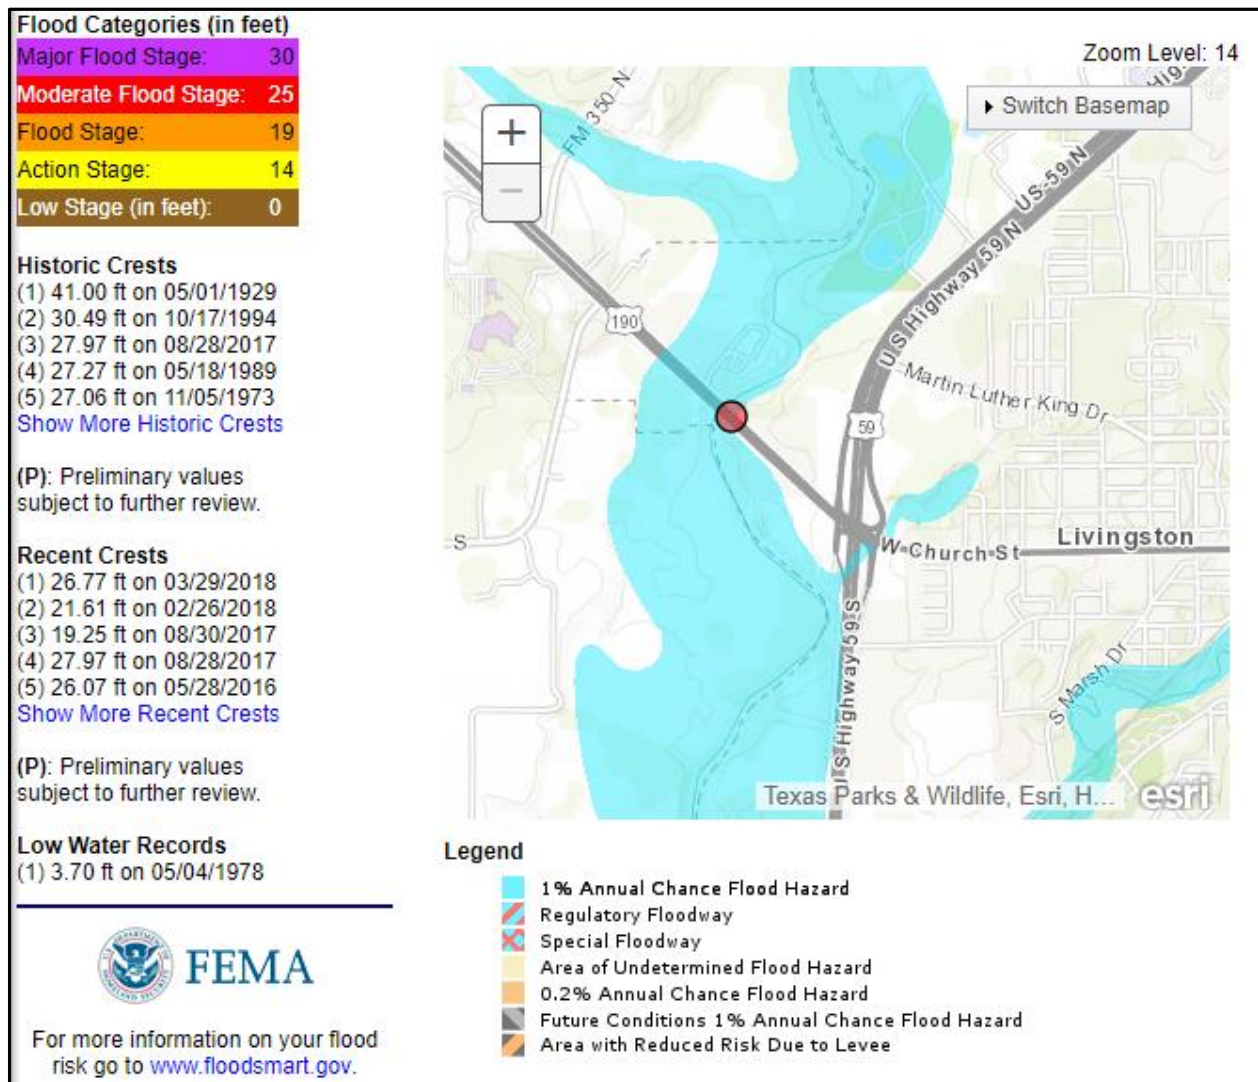 Flood Categories (in feet)
Major Flood Stage: 30
Moderate Flood Stage: 25
Flood Stage: 19
Action Stage: 14
Low Stage (in feet): 0
Historic Crests
(1) 41.00 ft on 05/01/1929
(2) 30.49 ft on 10/17/1994
(3) 27.97 ft on 08/28/2017
(4) 27.27 ft on 05/18/1989
(5) 27.06 ft on 11/05/1973
Show More Historic Crests
(P): Preliminary values
subject to further review.
Recent Crests
(1) 26.77 ft on 03/29/2018
(2) 21.61 ft on 02/26/2018
(3) 19.25 ft on 08/30/2017
(4) 27.97 ft on 08/28/2017
(5) 26.07 ft on 05/28/2016
Show More Recent Crests
(P): Preliminary values
subject to further review.
Low Water Records
(1) 3.70 ft on 05/04/1978
FEMA
For more information on your flood
risk go to www.floodsmart.gov.
Zoom Level: 14
Switch Basemap
+
−
FM 350 N
US-59 N
U S Highway 59 N
190
Martin Luther King Dr
59
S
W Church St
Livingston
S Highway 59 S
S Marsh Dr
Texas Parks & Wildlife, Esri, H...
esri
Legend
1% Annual Chance Flood Hazard
Regulatory Floodway
Special Floodway
Area of Undetermined Flood Hazard
0.2% Annual Chance Flood Hazard
Future Conditions 1% Annual Chance Flood Hazard
Area with Reduced Risk Due to Levee